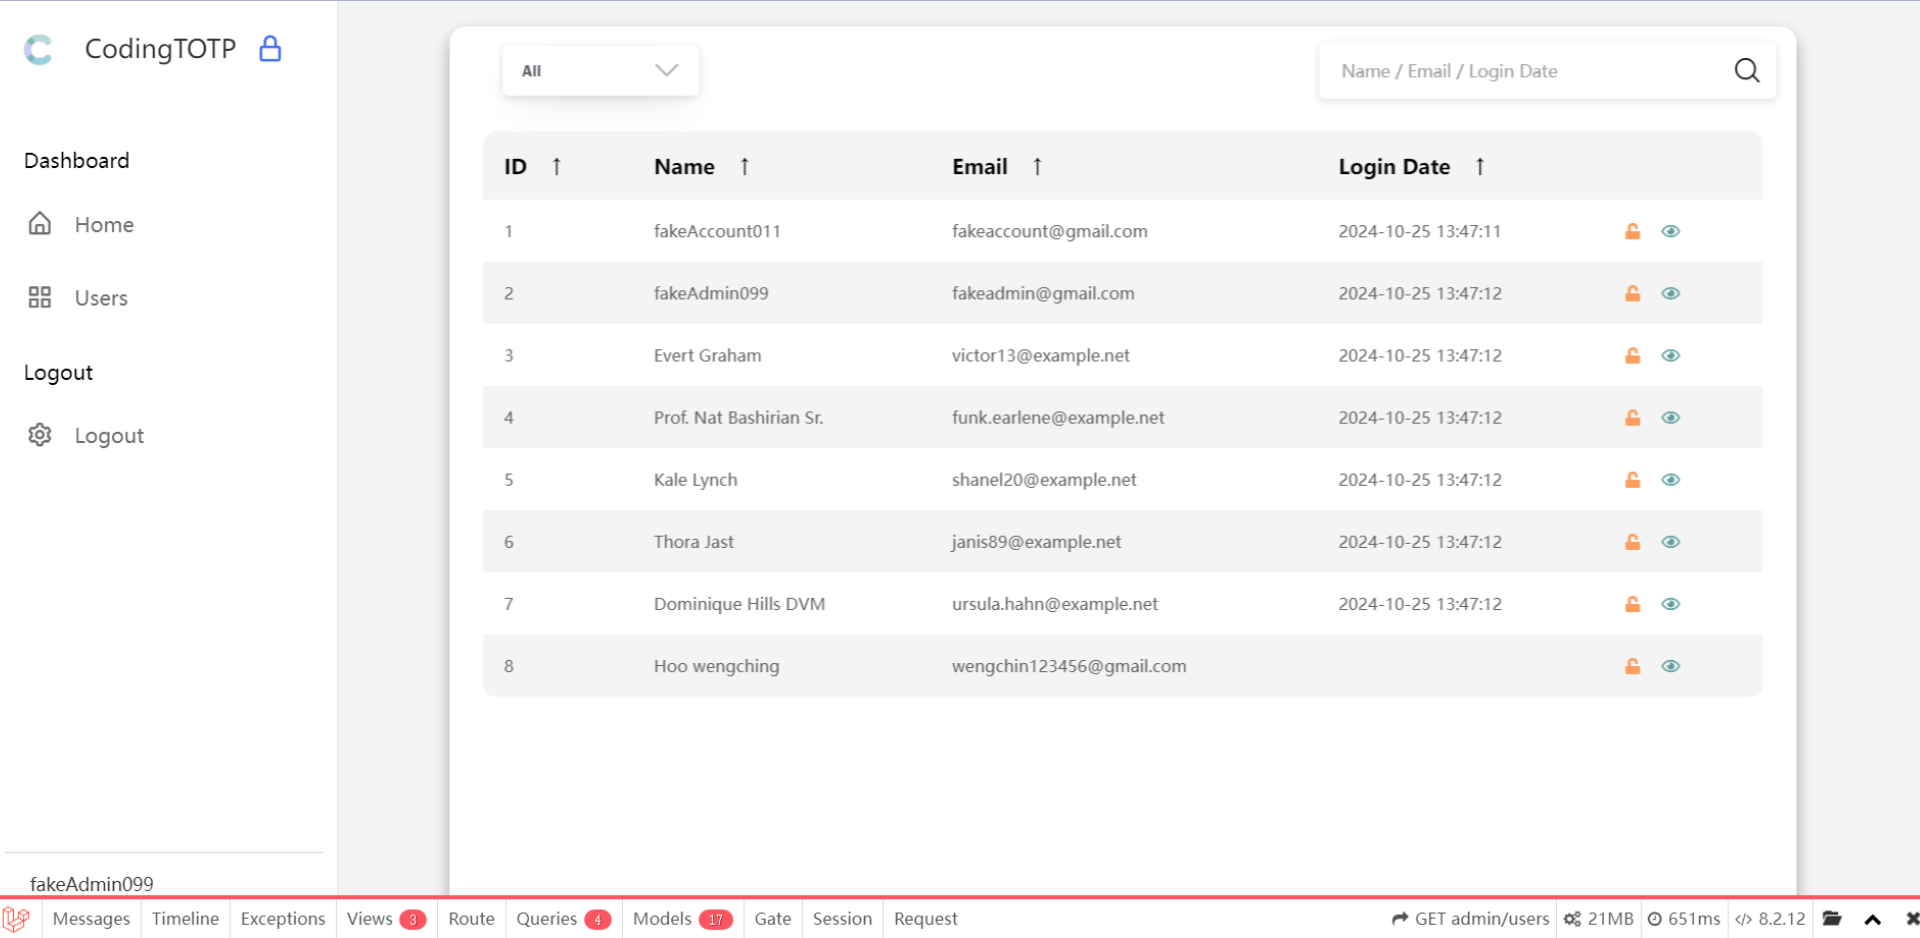 CodingTOTP
Dashboard
Home
Users
Logout
Logout
fakeAdmin099
All
Name / Email / Login Date
ID ↑ Name ↑ Email ↑ Login Date ↑
1 fakeAccount011 fakeaccount@gmail.com 2024-10-25 13:47:11
2 fakeAdmin099 fakeadmin@gmail.com 2024-10-25 13:47:12
3 Evert Graham victor13@example.net 2024-10-25 13:47:12
4 Prof. Nat Bashirian Sr. funk.earlene@example.net 2024-10-25 13:47:12
5 Kale Lynch shanel20@example.net 2024-10-25 13:47:12
6 Thora Jast janis89@example.net 2024-10-25 13:47:12
7 Dominique Hills DVM ursula.hahn@example.net 2024-10-25 13:47:12
8 Hoo wengching wengchin123456@gmail.com
Messages Timeline Exceptions Views 3 Route Queries 4 Models 17 Gate Session Request GET admin/users 21MB 651ms </> 8.2.12